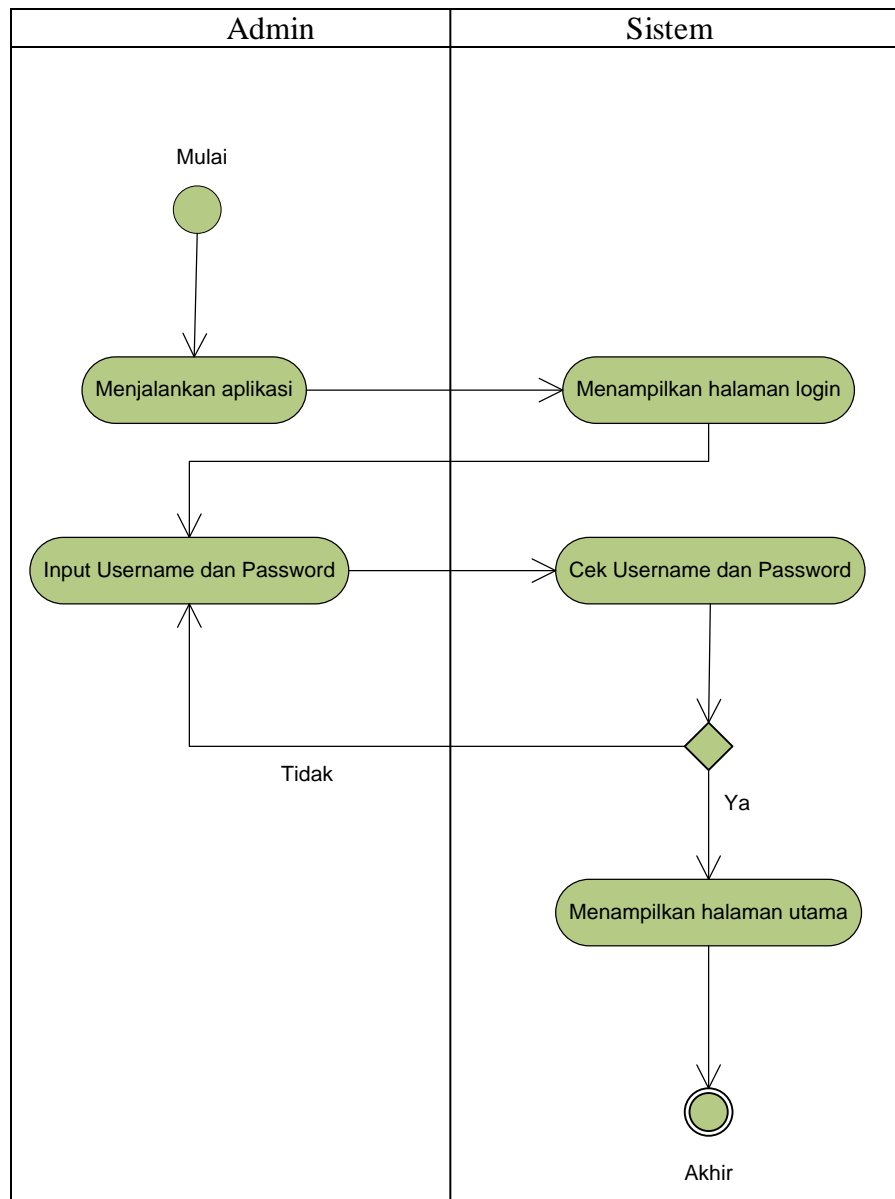 Admin
Sistem
Mulai
Menjalankan aplikasi
Menampilkan halaman login
Input Username dan Password
Cek Username dan Password
Tidak
Ya
Menampilkan halaman utama
Akhir